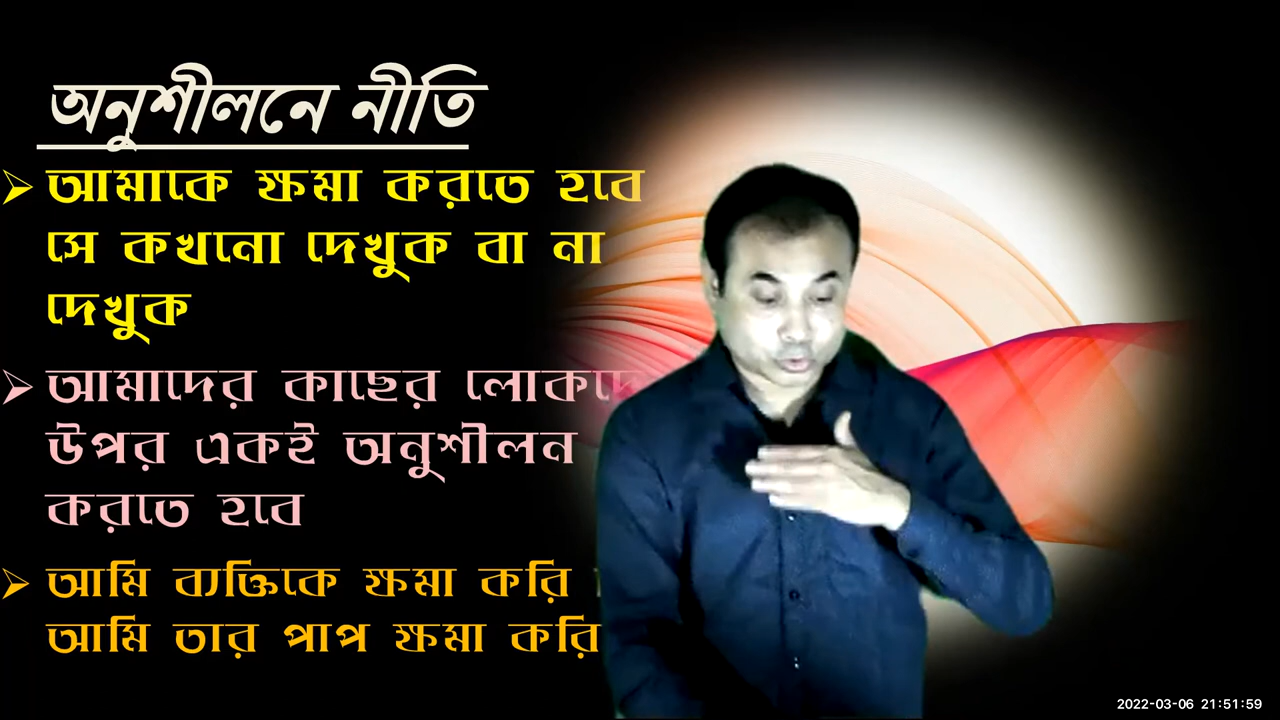 অনুশীলনে নীতি
➢ আমাকে ক্ষমা করতে হবে
সে কখনো দেখুক বা না
দেখুক
➢ আমাদের কাছের
উপর একই অনুশীলন
করতে হবে
➢ আমি ব্যক্তিকে ক্ষমা করি
আমি তার পাপ ক্ষমা করি
2022-03-06 21:51:59